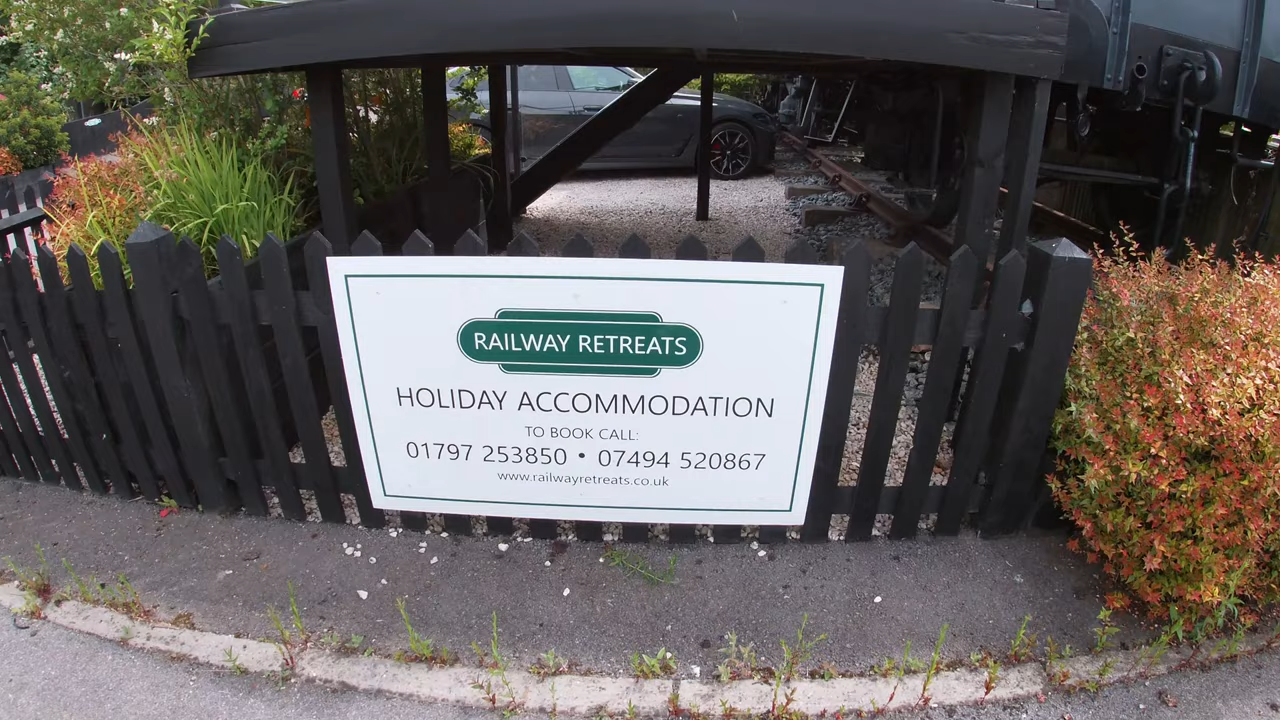 RAILWAY RETREATS
HOLIDAY ACCOMMODATION
TO BOOK CALL:
01797 253850 • 07494 520867
www.railwayretreats.co.uk